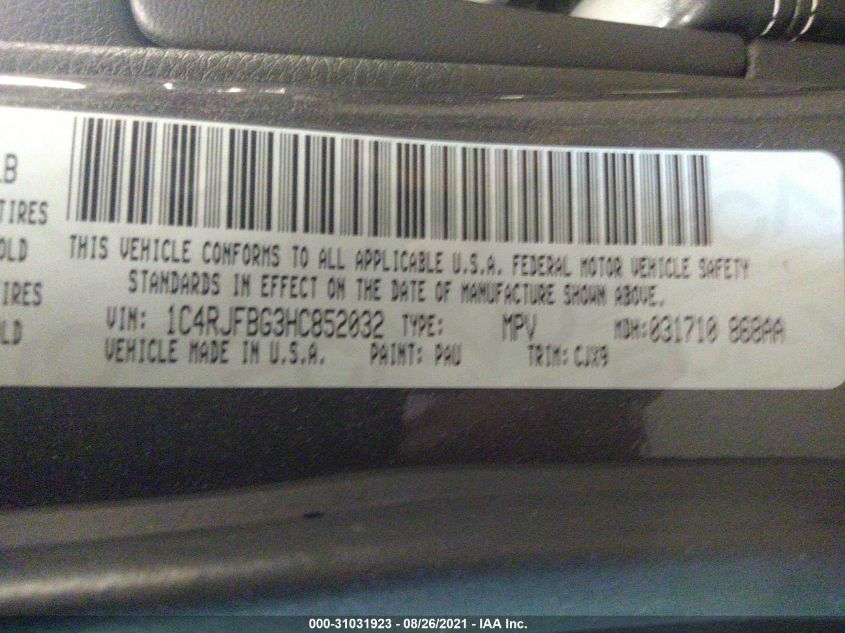 LB
TIRES
OLD
IRES
LD
THIS VEHICLE CONFORMS TO ALL APPLICABLE U.S.A. FEDERAL MOTOR VEHICLE SAFETY
STANDARDS IN EFFECT ON THE DATE OF MANUFACTURE SHOWN ABOVE.
VIN: 1C4RJFBG3HC852032 TYPE: MPV MDH:031710 868AA
VEHICLE MADE IN U.S.A. PAINT: PAU TRIM: CJX9
000-31031923 - 08/26/2021 - IAA Inc.